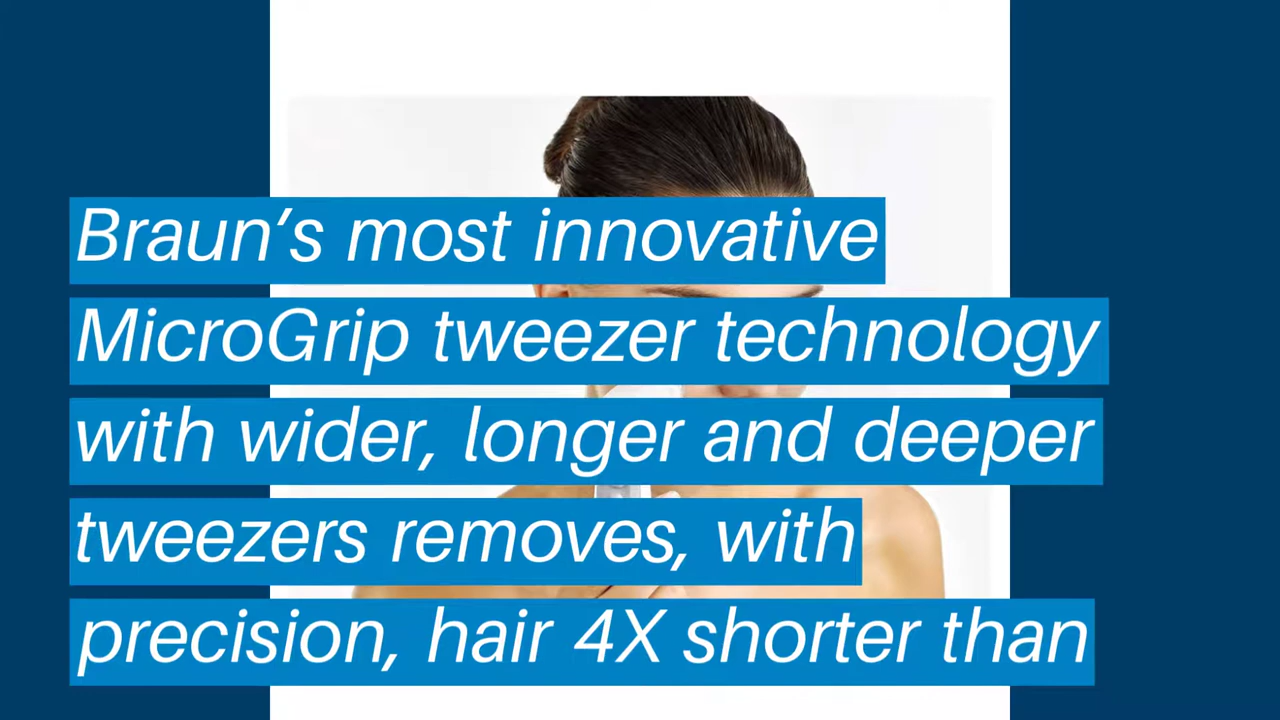 Braun’s most innovative
MicroGrip tweezer technology
with wider, longer and deeper
tweezers removes, with
precision, hair 4X shorter than